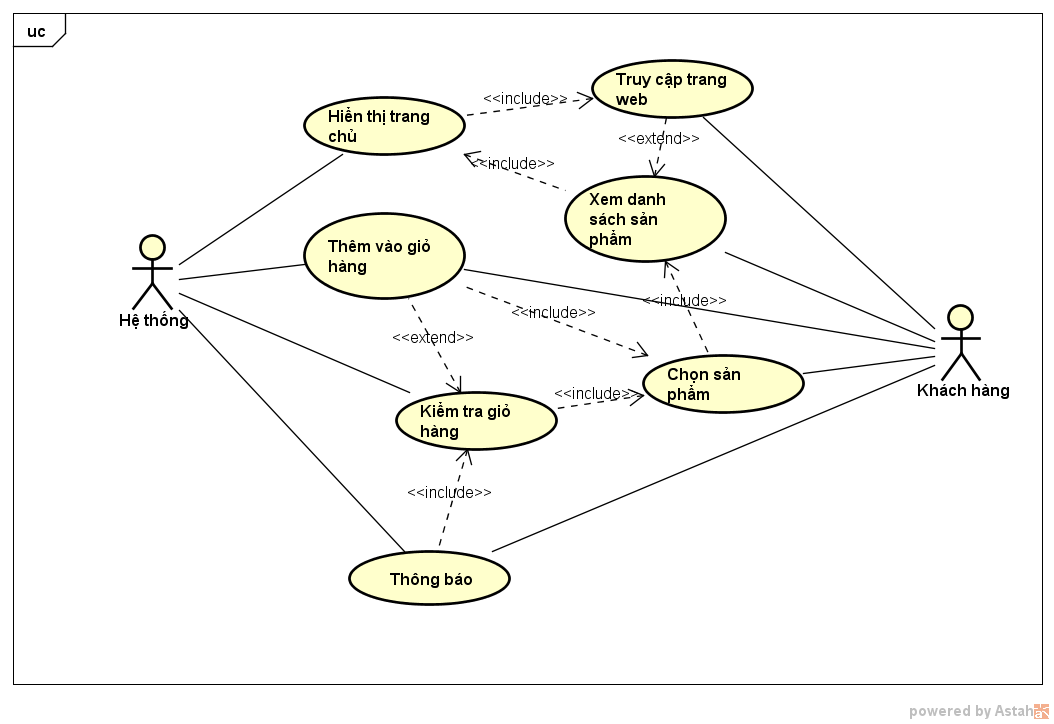 uc
Truy cập trang
web
<<include>>
Hiển thị trang
chủ
<<extend>>
<<include>>
Xem danh
sách sản
phẩm
Thêm vào giỏ
hàng
<<include>>
<<include>>
Hệ thống
<<extend>>
Chọn sản
phẩm
Khách hàng
<<include>>
Kiểm tra giỏ
hàng
<<include>>
Thông báo
powered by Astah